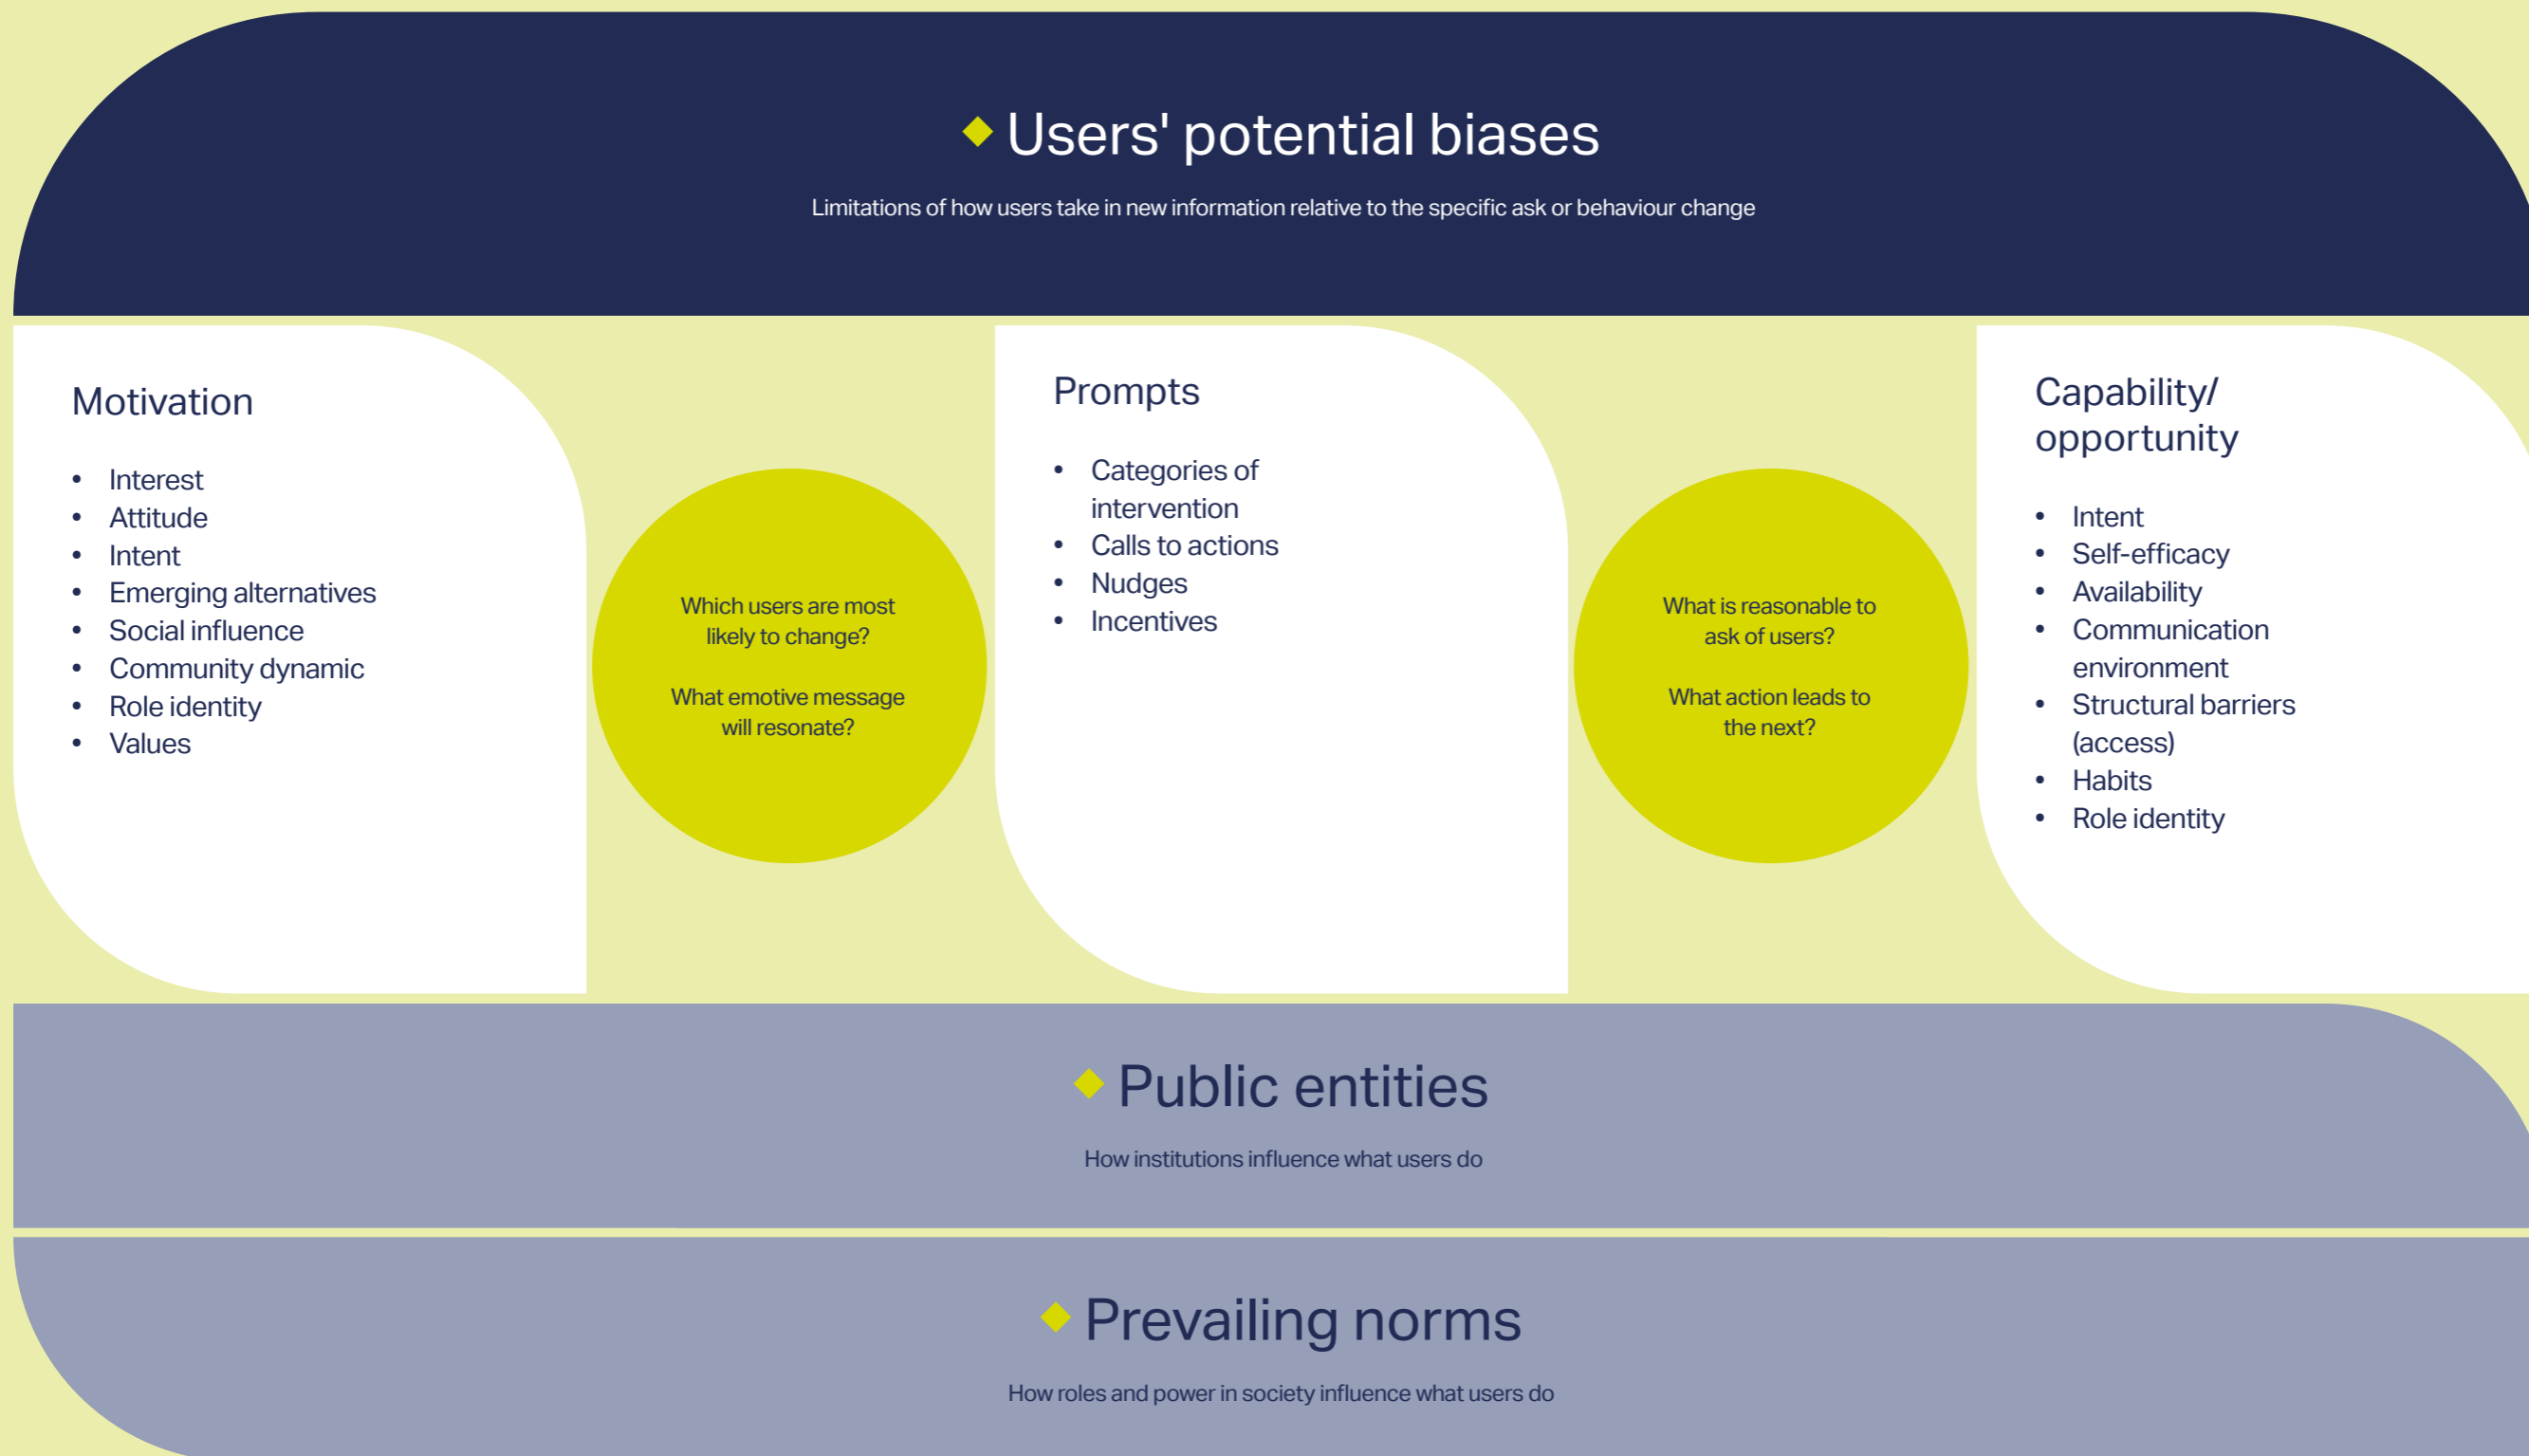 Users' potential biases
Limitations of how users take in new information relative to the specific ask or behaviour change
Motivation
• Interest
• Attitude
• Intent
• Emerging alternatives
• Social influence
• Community dynamic
• Role identity
• Values
Which users are most
likely to change?
What emotive message
will resonate?
Prompts
• Categories of
intervention
• Calls to actions
• Nudges
• Incentives
What is reasonable to
ask of users?
What action leads to
the next?
Capability/
opportunity
• Intent
• Self-efficacy
• Availability
• Communication
environment
• Structural barriers
(access)
• Habits
• Role identity
Public entities
How institutions influence what users do
Prevailing norms
How roles and power in society influence what users do